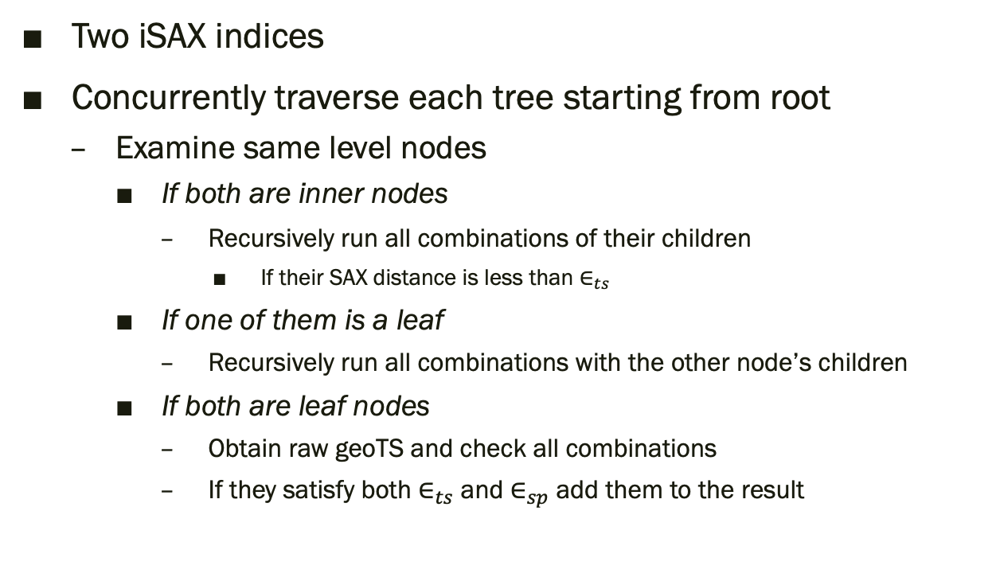 ■ Two iSAX indices
■ Concurrently traverse each tree starting from root
– Examine same level nodes
■ If both are inner nodes
– Recursively run all combinations of their children
■ If their SAX distance is less than ∈ts
■ If one of them is a leaf
– Recursively run all combinations with the other node’s children
■ If both are leaf nodes
– Obtain raw geoTS and check all combinations
– If they satisfy both ∈ts and ∈sp add them to the result